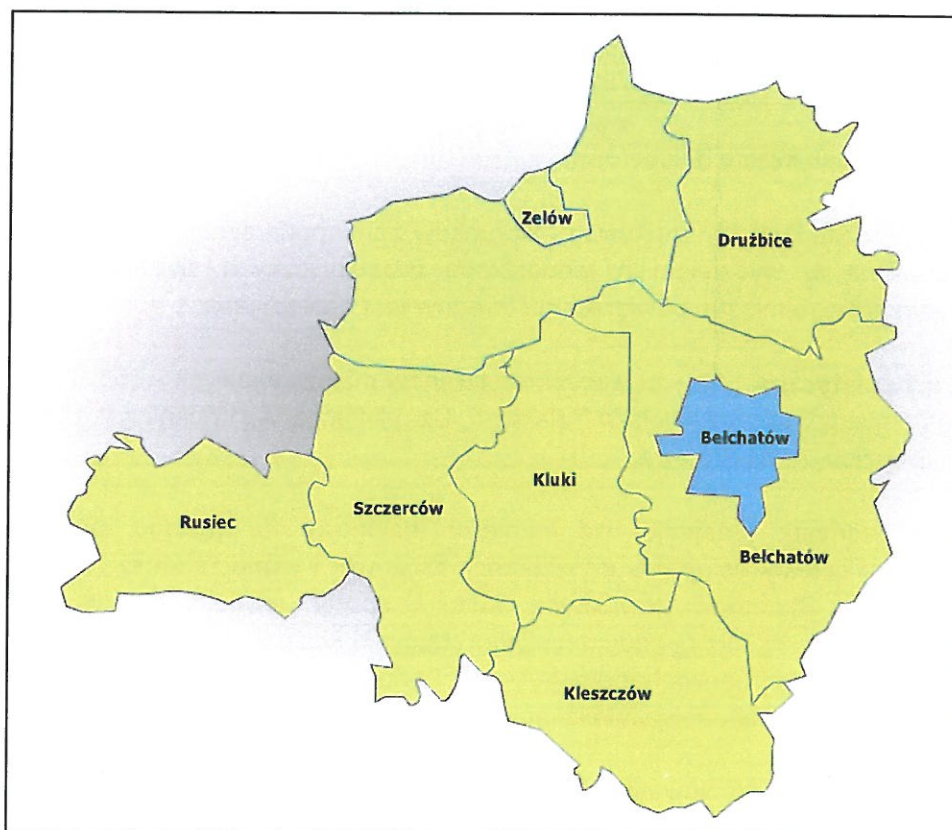 Zelów
Drużbice
Bełchatów
Kluki
Szczerców
Rusiec
Bełchatów
Kleszczów